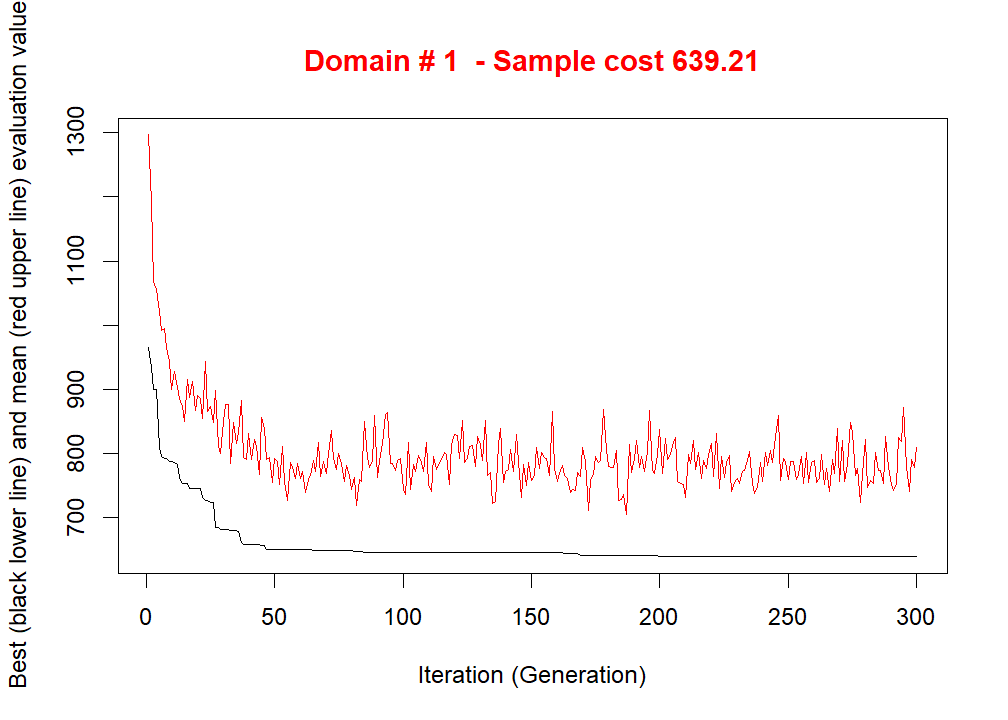 Domain # 1  - Sample cost 639.21
Best (black lower line) and mean (red upper line) evaluation value
1300
1100
900
800
700
0 50 100 150 200 250 300
Iteration (Generation)